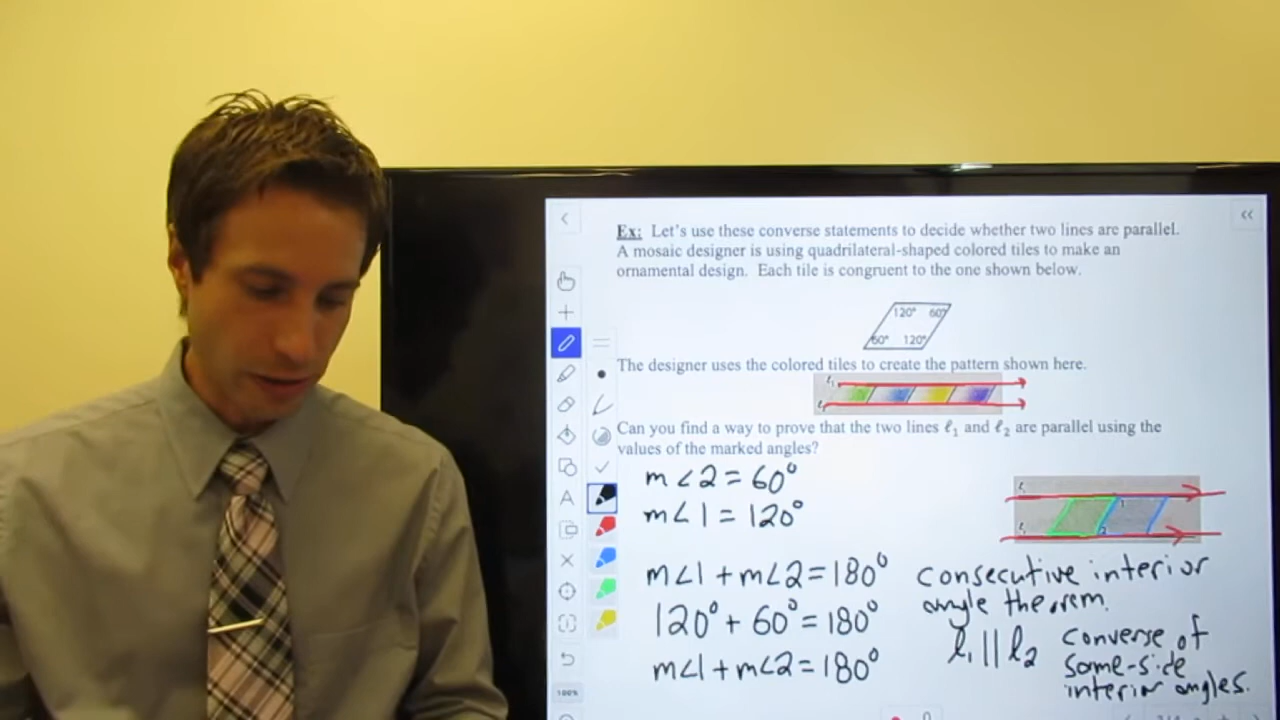 Ex: Let's use these converse statements to decide whether two lines are parallel.
A mosaic designer is using quadrilateral-shaped colored tiles to make an
ornamental design. Each tile is congruent to the one shown below.
120° 60°
60° 120°
The designer uses the colored tiles to create the pattern shown here.
ℓ₁
Can you find a way to prove that the two lines ℓ₁ and ℓ₂ are parallel using the
values of the marked angles?
m∠2 = 60°
m∠1 = 120°
1
2
m∠1 + m∠2 = 180°
consecutive interior
angle theorem.
120° + 60° = 180°
ℓ₁ || ℓ₂
converse of
same-side
interior angles.
m∠1 + m∠2 = 180°
A
100%